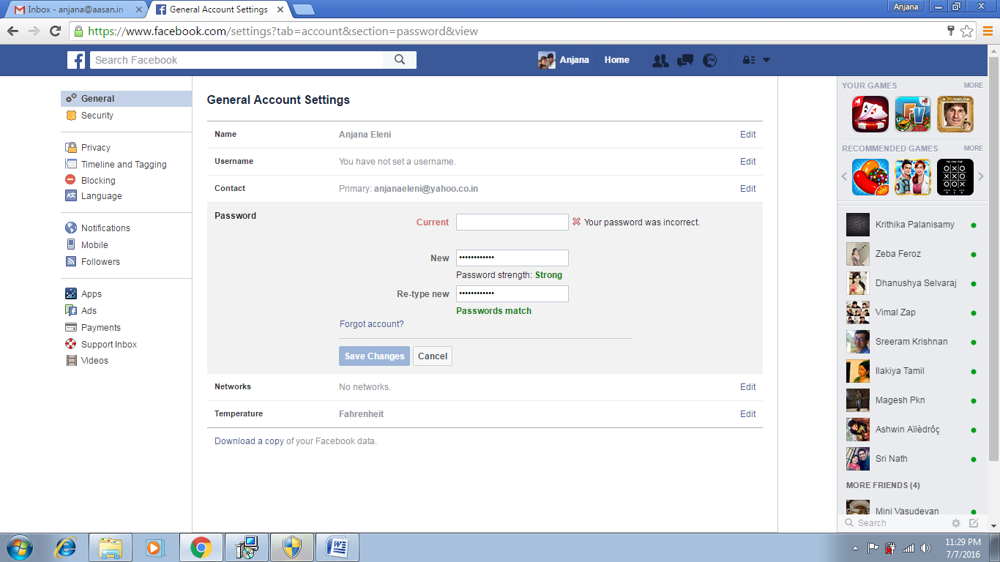 Inbox - anjana@aasan.in -
General Account Settings
Anjana
https://www.facebook.com/settings?tab=account&section=password&view
Search Facebook
Anjana
Home
General
Security
Privacy
Timeline and Tagging
Blocking
Language
Notifications
Mobile
Followers
Apps
Ads
Payments
Support Inbox
Videos
General Account Settings
Name Anjana Eleni Edit
Username You have not set a username. Edit
Contact Primary: anjanaeleni@yahoo.co.in Edit
Password
Current Your password was incorrect.
New ••••••••••••
Password strength: Strong
Re-type new ••••••••••••
Passwords match
Forgot account?
Save Changes Cancel
Networks No networks. Edit
Temperature Fahrenheit Edit
Download a copy of your Facebook data.
YOUR GAMES MORE
RECOMMENDED GAMES MORE
Krithika Palanisamy
Zeba Feroz
Dhanushya Selvaraj
Vimal Zap
Sreeram Krishnan
Ilakiya Tamil
Magesh Pkn
Ashwin Aïlèdrôç
Sri Nath
MORE FRIENDS (4)
Mini Vasudevan
Search
11:29 PM
7/7/2016